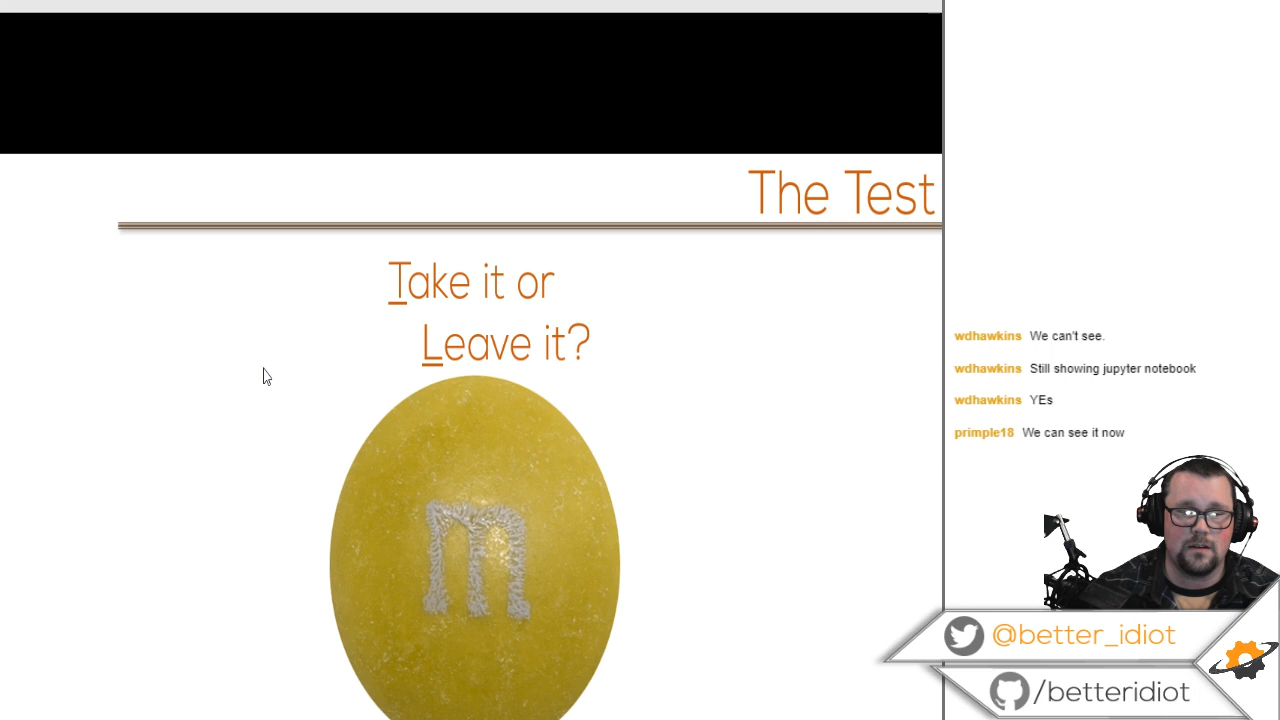 The Test
Take it or
Leave it?
m
wdhawkins We can't see.
wdhawkins Still showing jupyter notebook
wdhawkins YEs
primple18 We can see it now
@better_idiot
/betteridiot